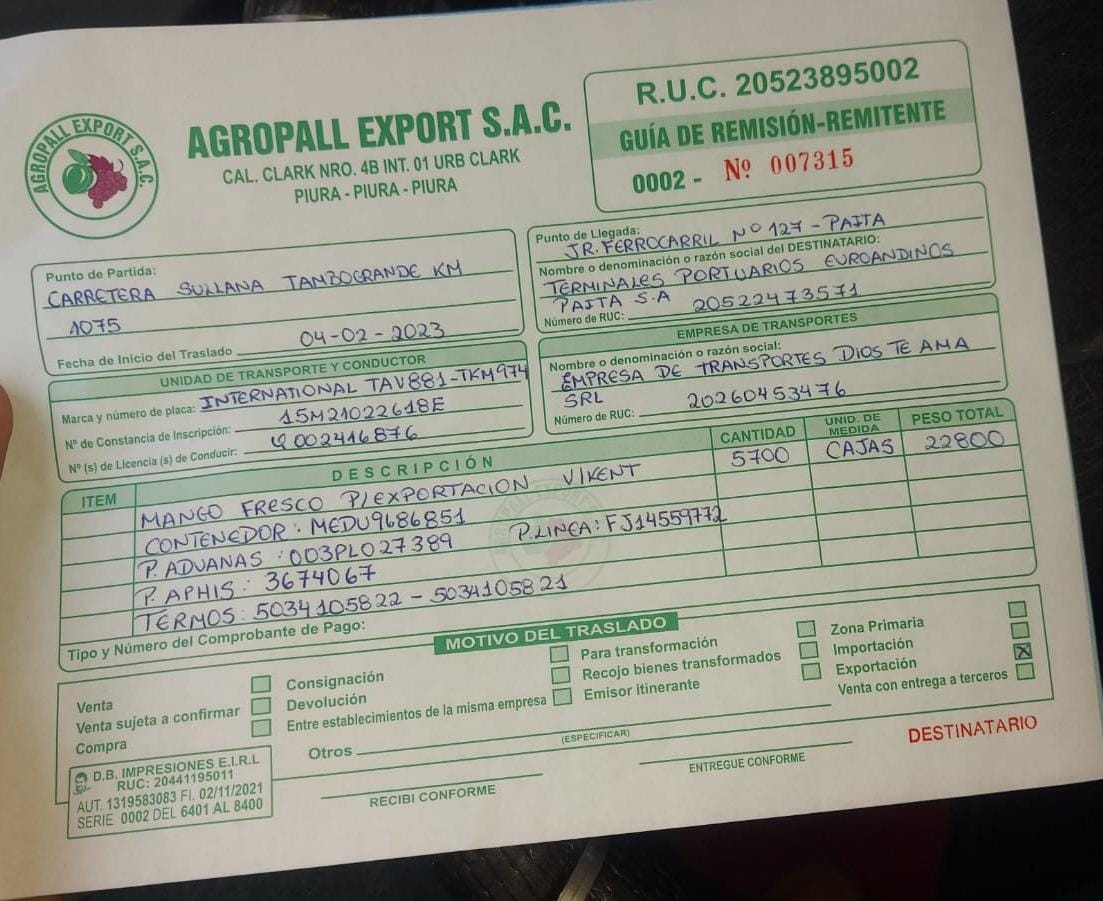 AGROPALL EXPORT S.A.C.
AGROPALL EXPORT S.A.C.
CAL. CLARK NRO. 4B INT. 01 URB CLARK
PIURA - PIURA - PIURA
R.U.C. 20523895002
GUÍA DE REMISIÓN-REMITENTE
0002 - Nº 007315
Punto de Partida:
CARRETERA SULLANA TAMBOGRANDE KM
1075
Fecha de Inicio del Traslado 04-02-2023
Punto de Llegada:
JR. FERROCARRIL Nº 127 - PAITA
Nombre o denominación o razón social del DESTINATARIO:
TERMINALES PORTUARIOS EUROANDINOS
PAITA S.A
Número de RUC: 20522473571
UNIDAD DE TRANSPORTE Y CONDUCTOR
Marca y número de placa: INTERNATIONAL TAV881-TKM974
Nº de Constancia de Inscripción: 15M21022618E
Nº (s) de Licencia (s) de Conducir: Q002416876
EMPRESA DE TRANSPORTES
Nombre o denominación o razón social:
EMPRESA DE TRANSPORTES DIOS TE AMA
SRL
Número de RUC: 20260453476
ITEM DESCRIPCIÓN CANTIDAD UNID. DE MEDIDA PESO TOTAL
MANGO FRESCO P/EXPORTACION V/KENT 5700 CAJAS 22800
CONTENEDOR: MEDU9686851
P. ADUANAS: 003PL027389 P.LINEA: FJ14559772
P. APHIS: 3674067
TERMOS: 5034105822 - 5034105821
Tipo y Número del Comprobante de Pago:
MOTIVO DEL TRASLADO
Venta
Venta sujeta a confirmar
Compra
Consignación
Devolución
Entre establecimientos de la misma empresa
Para transformación
Recojo bienes transformados
Emisor itinerante
Zona Primaria
Importación
Exportación X
Venta con entrega a terceros
Otros
(ESPECIFICAR)
D.B. IMPRESIONES E.I.R.L
RUC: 20441195011
AUT. 1319583083 FI. 02/11/2021
SERIE 0002 DEL 6401 AL 8400
RECIBI CONFORME
ENTREGUE CONFORME
DESTINATARIO